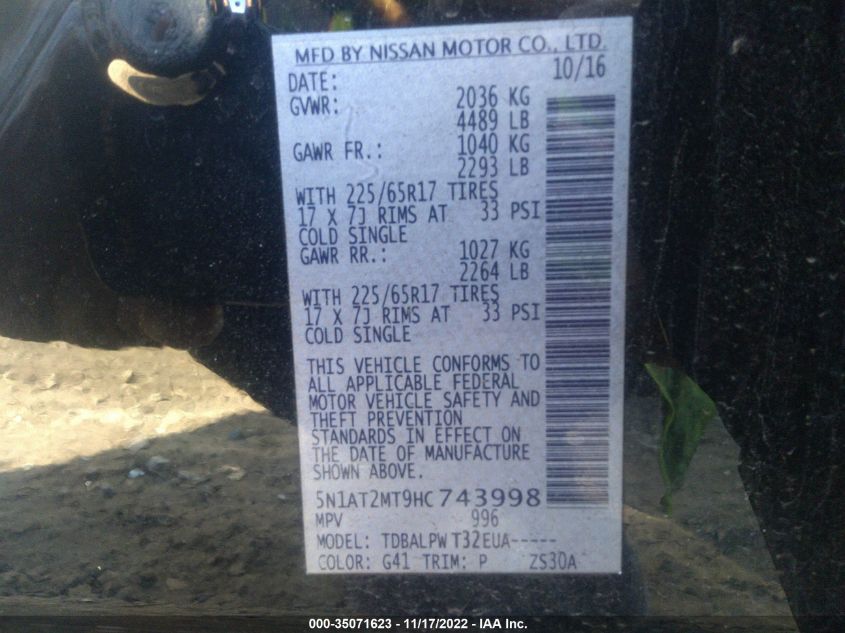 MFD BY NISSAN MOTOR CO., LTD.
DATE: 10/16
GVWR: 2036 KG
4489 LB
GAWR FR.: 1040 KG
2293 LB
WITH 225/65R17 TIRES
17 X 7J RIMS AT 33 PSI
COLD SINGLE
GAWR RR.: 1027 KG
2264 LB
WITH 225/65R17 TIRES
17 X 7J RIMS AT 33 PSI
COLD SINGLE
THIS VEHICLE CONFORMS TO
ALL APPLICABLE FEDERAL
MOTOR VEHICLE SAFETY AND
THEFT PREVENTION
STANDARDS IN EFFECT ON
THE DATE OF MANUFACTURE
SHOWN ABOVE.
5N1AT2MT9HC743998
MPV 996
MODEL: TDBALPW T32EUA-----
COLOR: G41 TRIM: P ZS30A
000-35071623 - 11/17/2022 - IAA Inc.